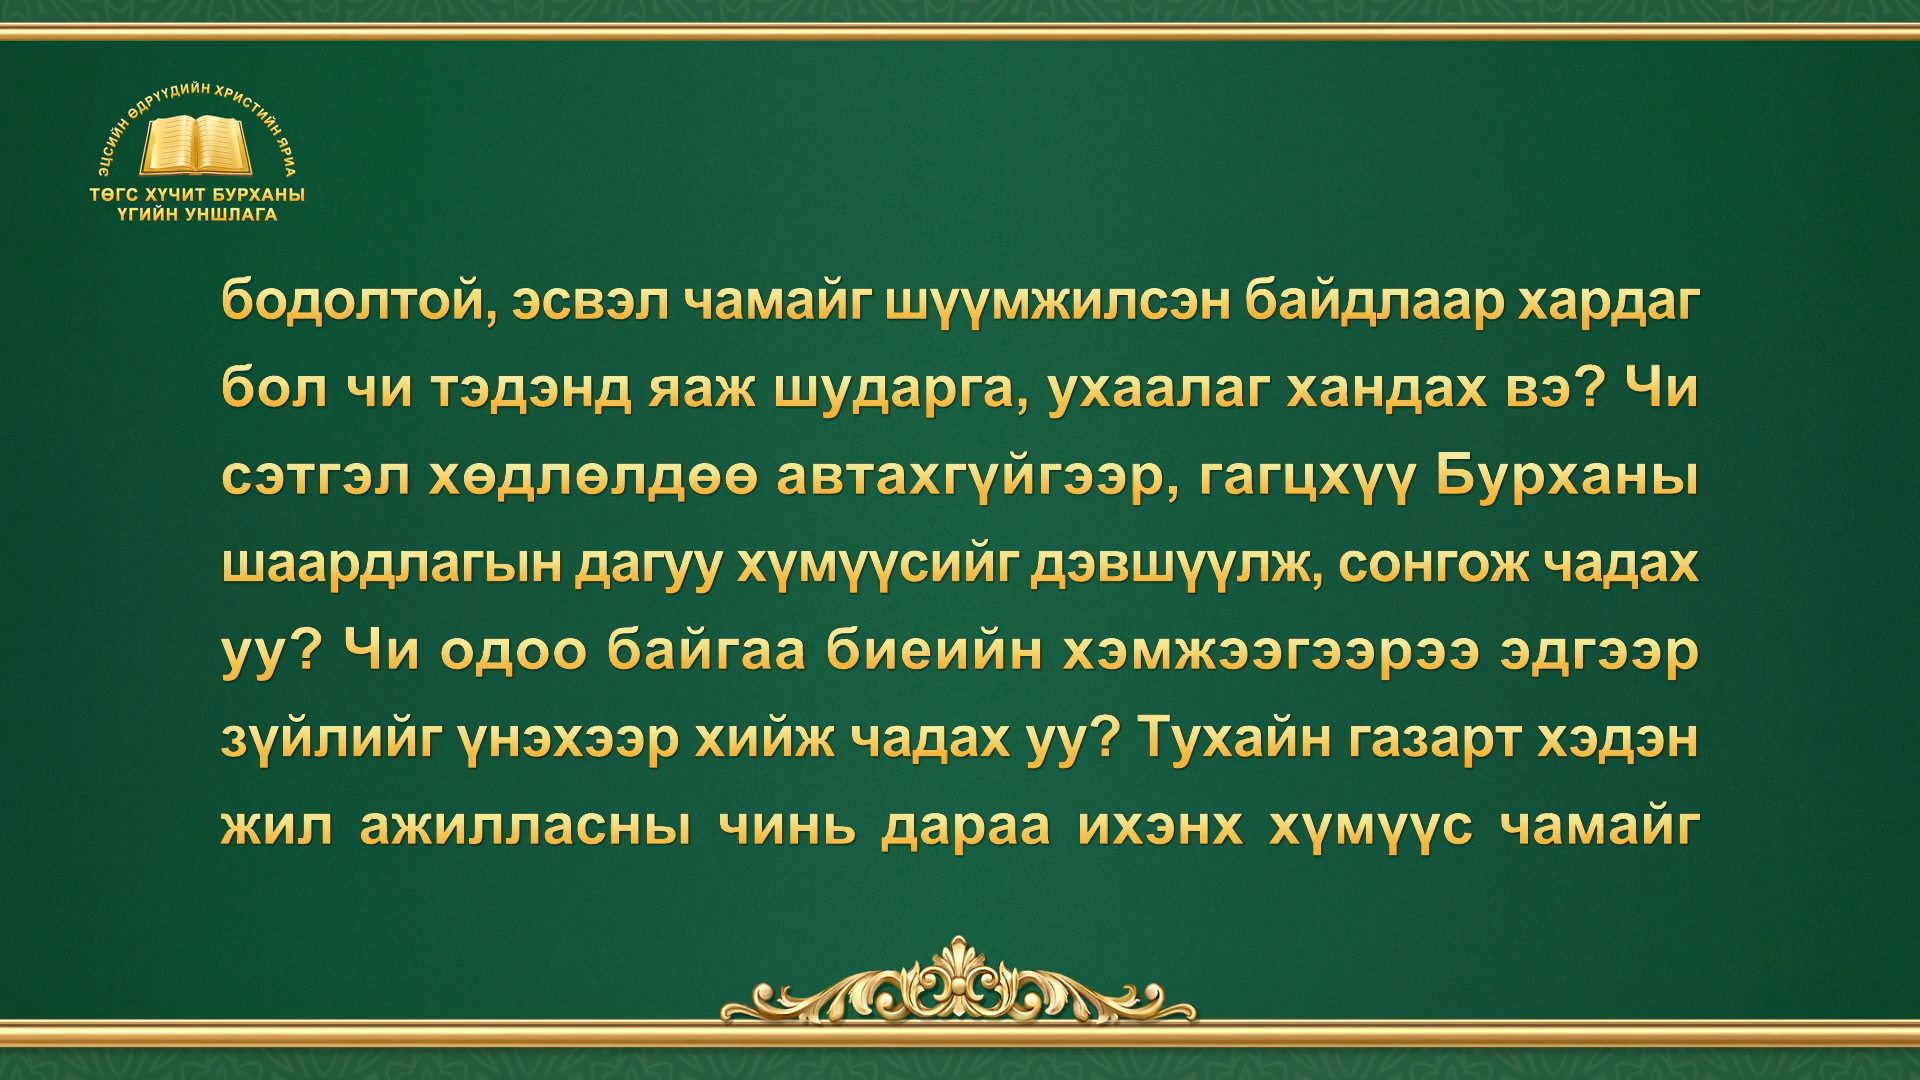 ЭЦСИЙН ӨДРҮҮДИЙН ХРИСТИЙН ЯРИА
ТӨГС ХҮЧИТ БУРХАНЫ
ҮГИЙН УНШЛАГА
бодолтой, эсвэл чамайг шүүмжилсэн байдлаар хардаг
бол чи тэдэнд яаж шударга, ухаалаг хандах вэ? Чи
сэтгэл хөдлөлдөө автахгүйгээр, гагцхүү Бурханы
шаардлагын дагуу хүмүүсийг дэвшүүлж, сонгож чадах
уу? Чи одоо байгаа биеийн хэмжээгээрээ эдгээр
зүйлийг үнэхээр хийж чадах уу? Тухайн газарт хэдэн
жил ажилласны чинь дараа ихэнх хүмүүс чамайг